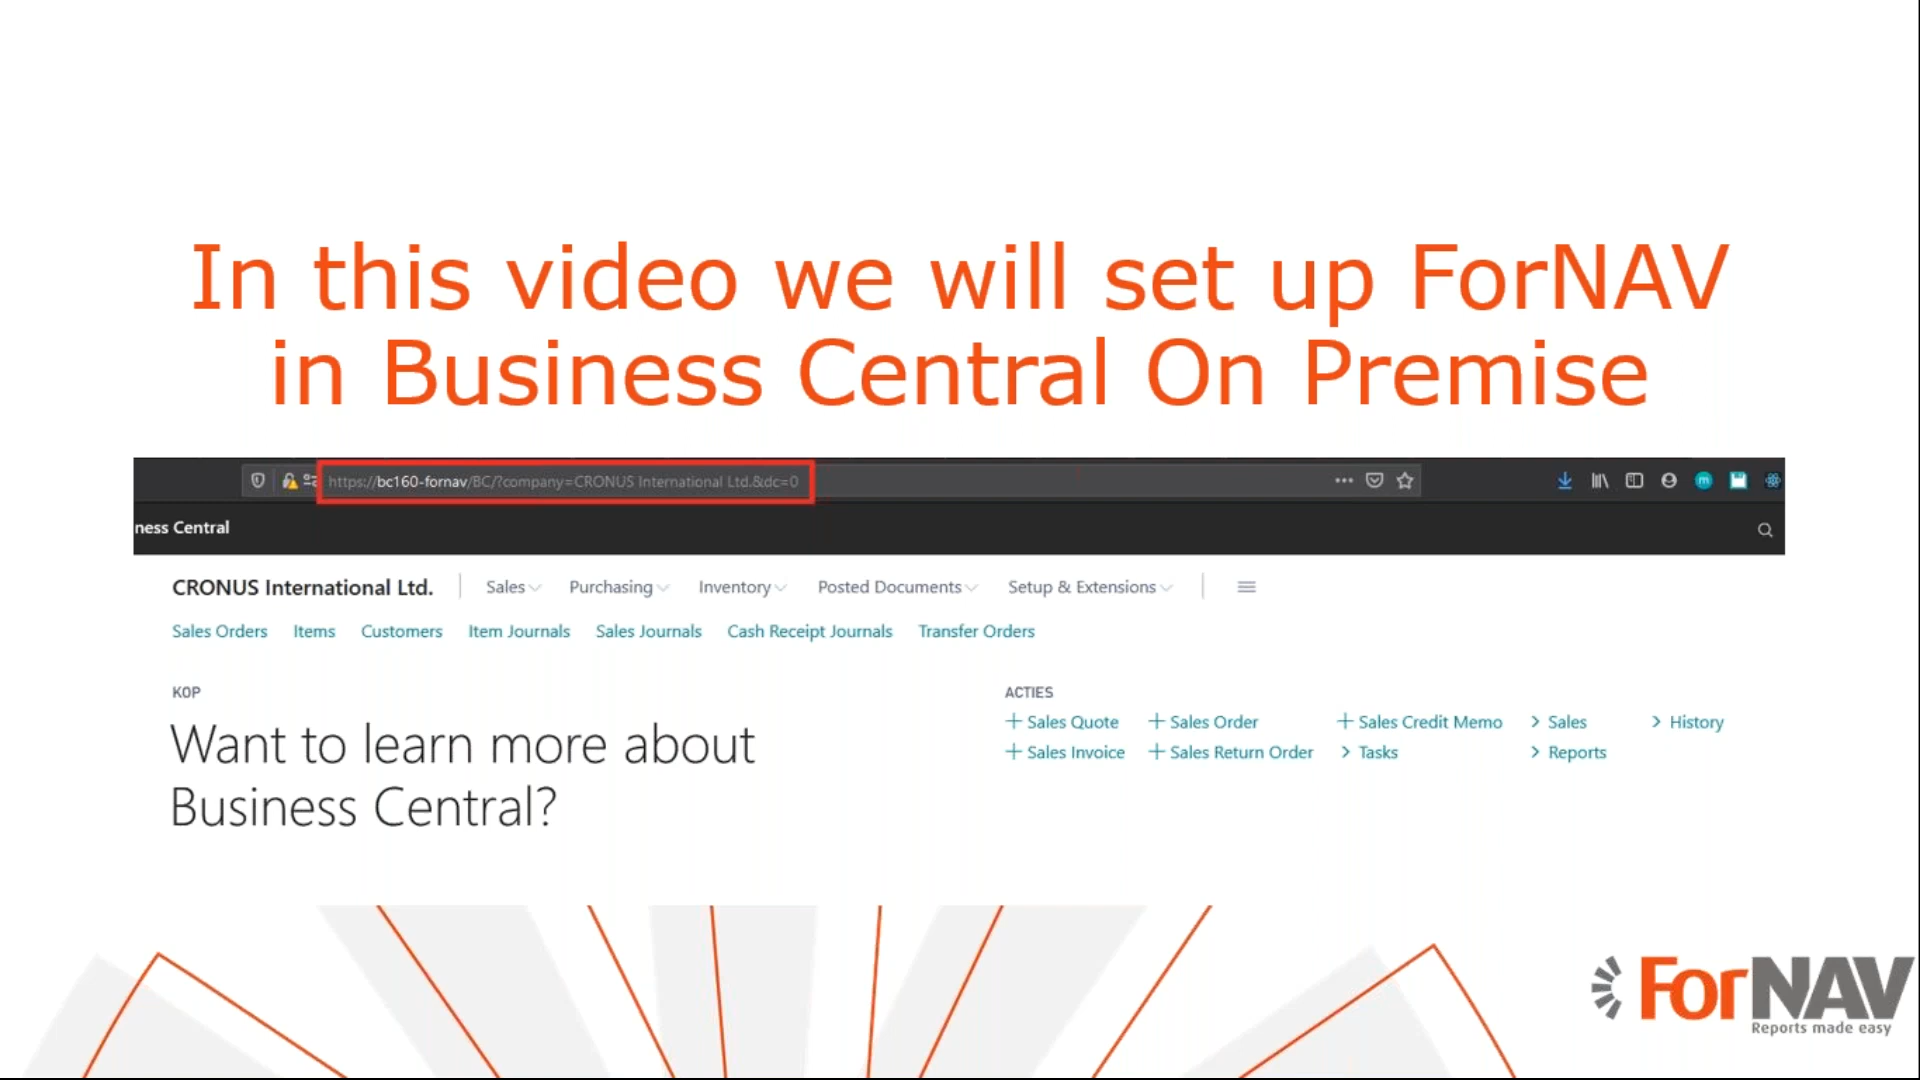 In this video we will set up ForNAV
in Business Central On Premise
https://bc160-fornav/BC/?company=CRONUS International Ltd.&dc=0
ness Central
CRONUS International Ltd. Sales Purchasing Inventory Posted Documents Setup & Extensions
Sales Orders Items Customers Item Journals Sales Journals Cash Receipt Journals Transfer Orders
KOP
Want to learn more about
Business Central?
ACTIES
+ Sales Quote + Sales Order + Sales Credit Memo > Sales > History
+ Sales Invoice + Sales Return Order > Tasks > Reports
ForNAV
Reports made easy